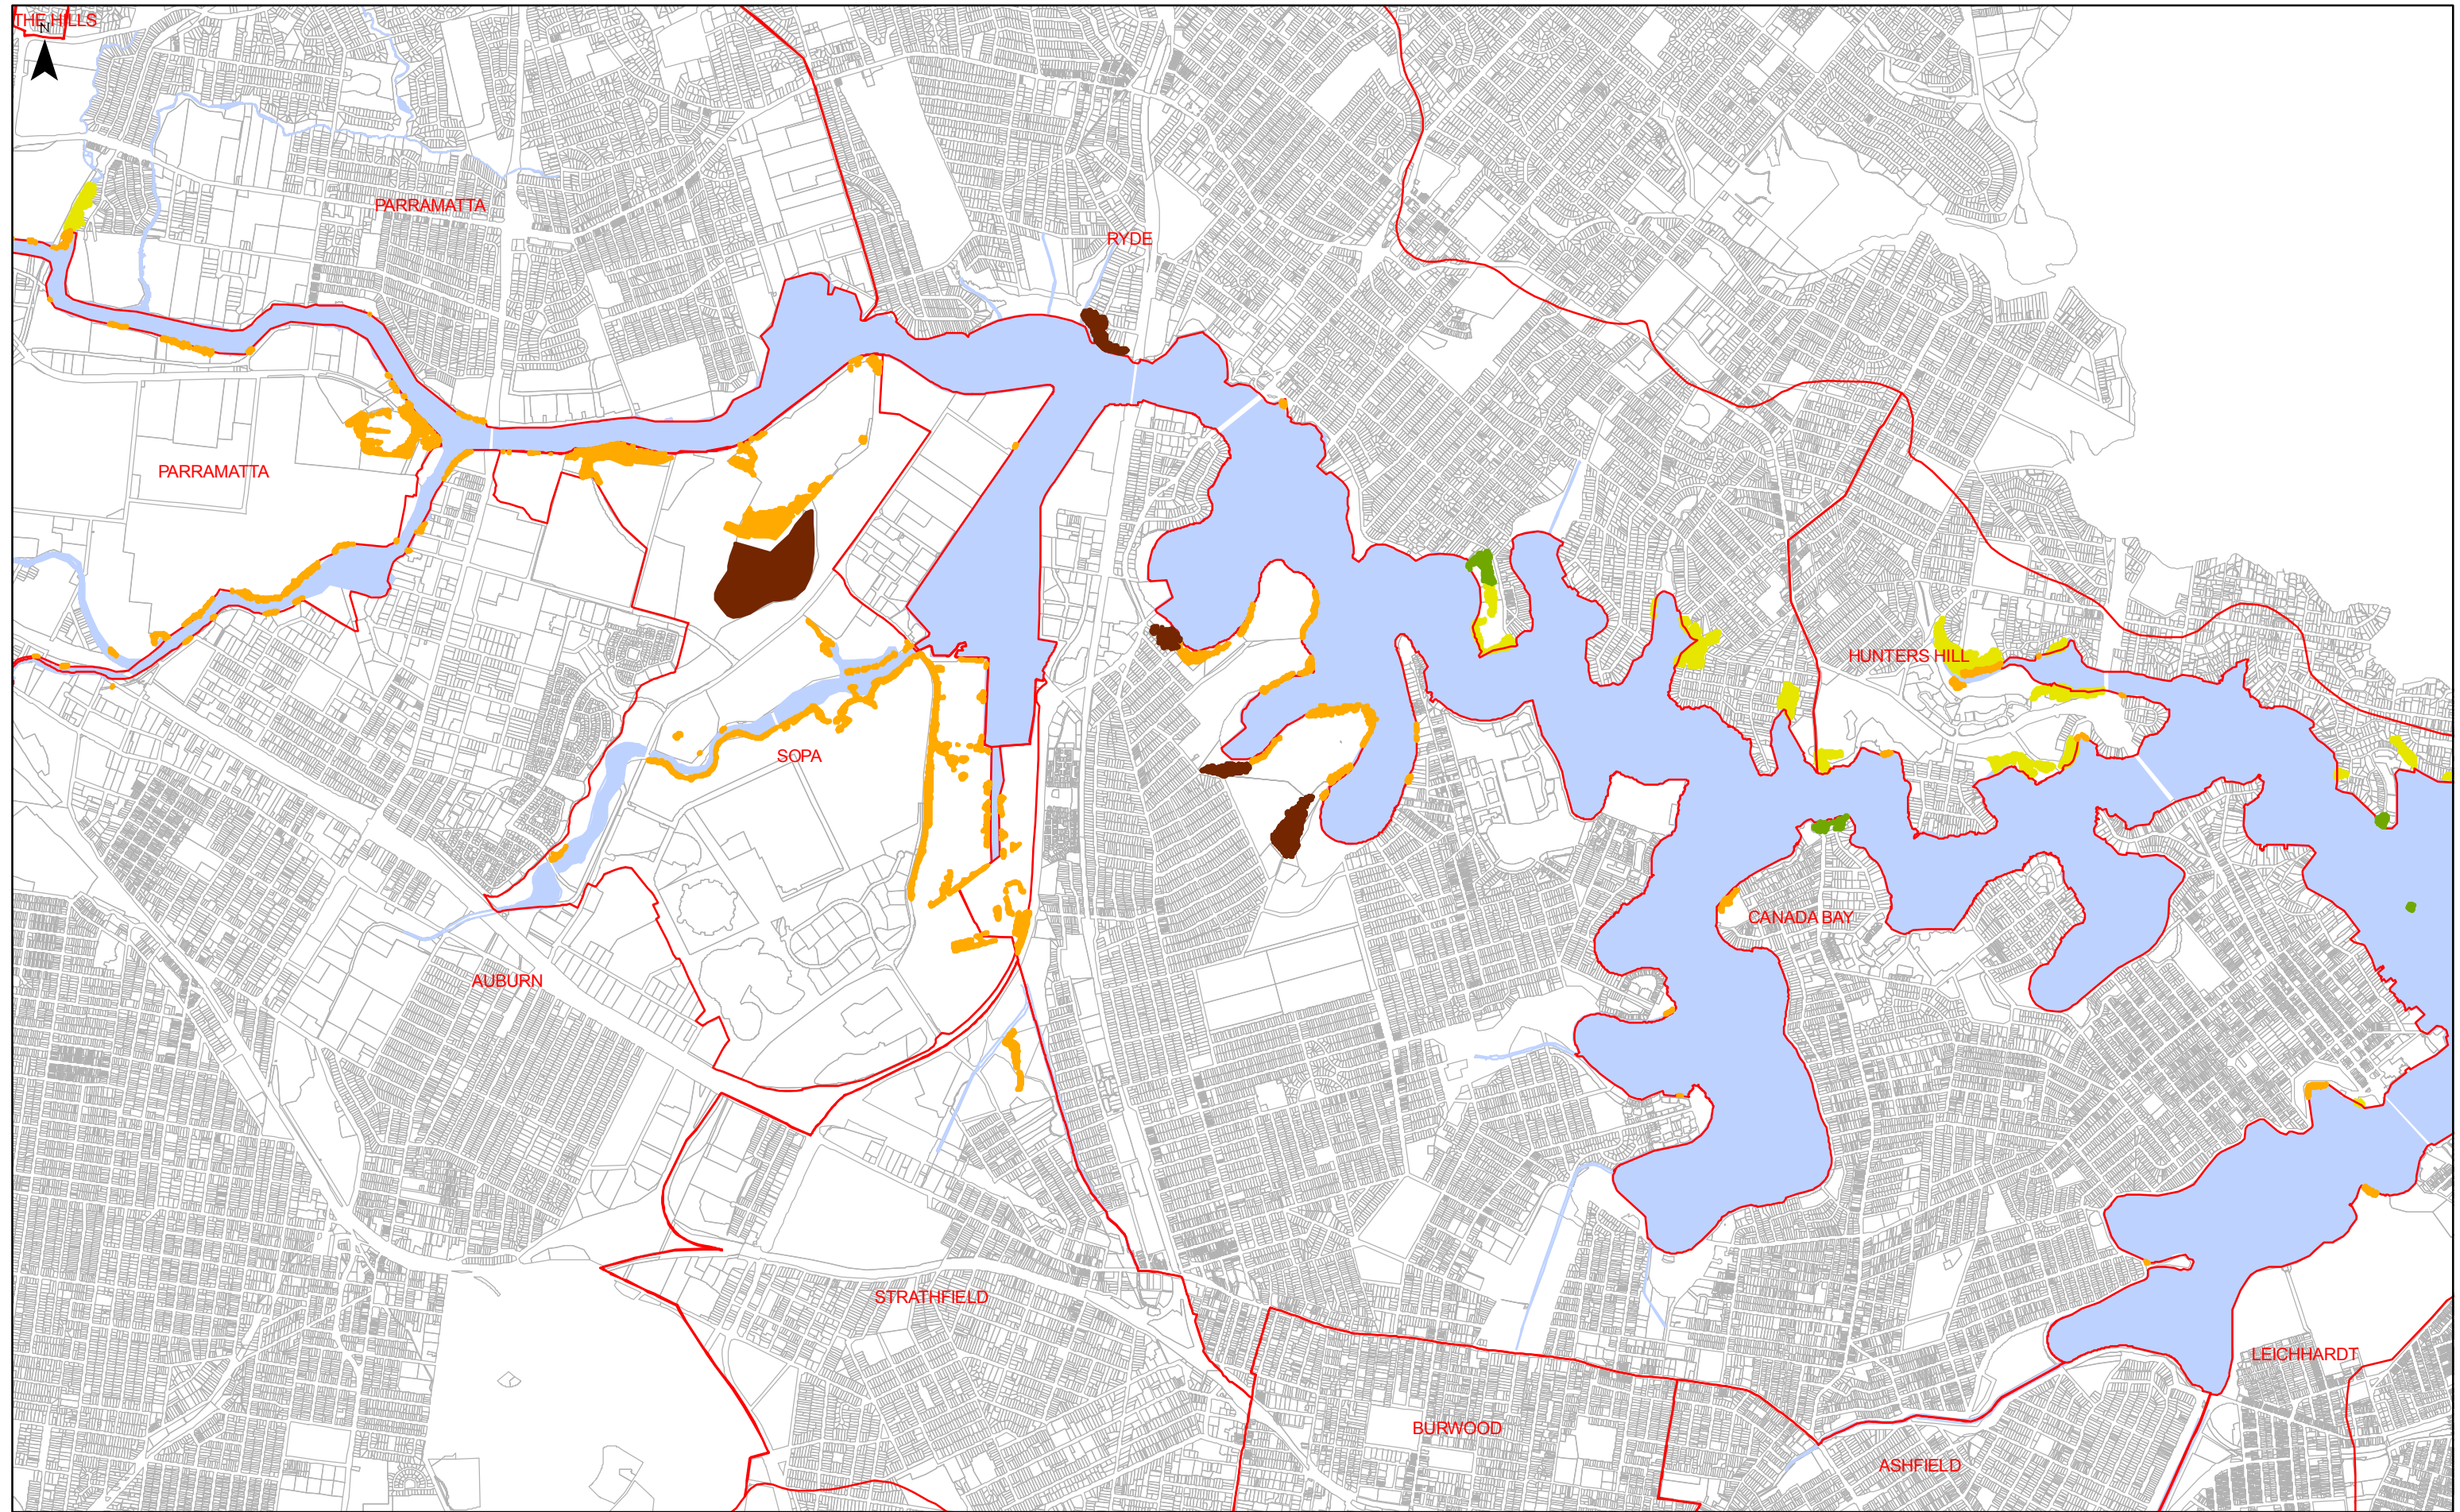 THE HILLS
N
PARRAMATTA
RYDE
PARRAMATTA
HUNTERS HILL
SOPA
CANADA BAY
AUBURN
STRATHFIELD
LEICHHARDT
BURWOOD
ASHFIELD